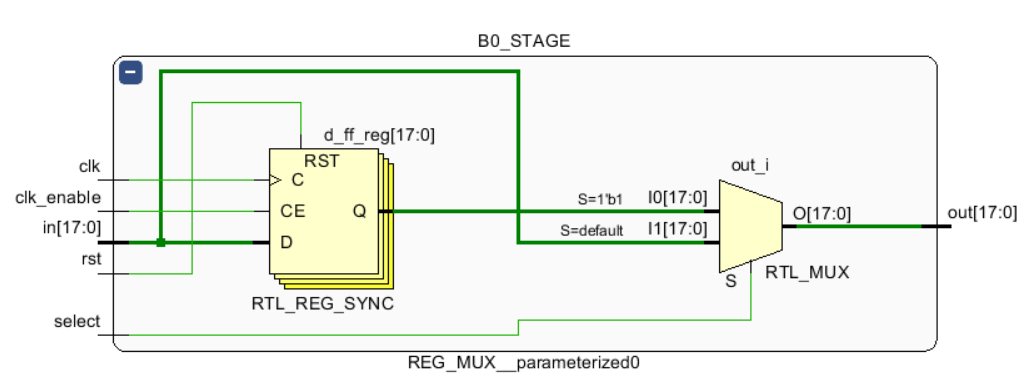 B0_STAGE
d_ff_reg[17:0]
RST
out_i
clk
C
clk_enable
CE
Q
S=1'b1
I0[17:0]
O[17:0]
out[17:0]
in[17:0]
D
S=default
I1[17:0]
rst
S
RTL_MUX
RTL_REG_SYNC
select
REG_MUX__parameterized0